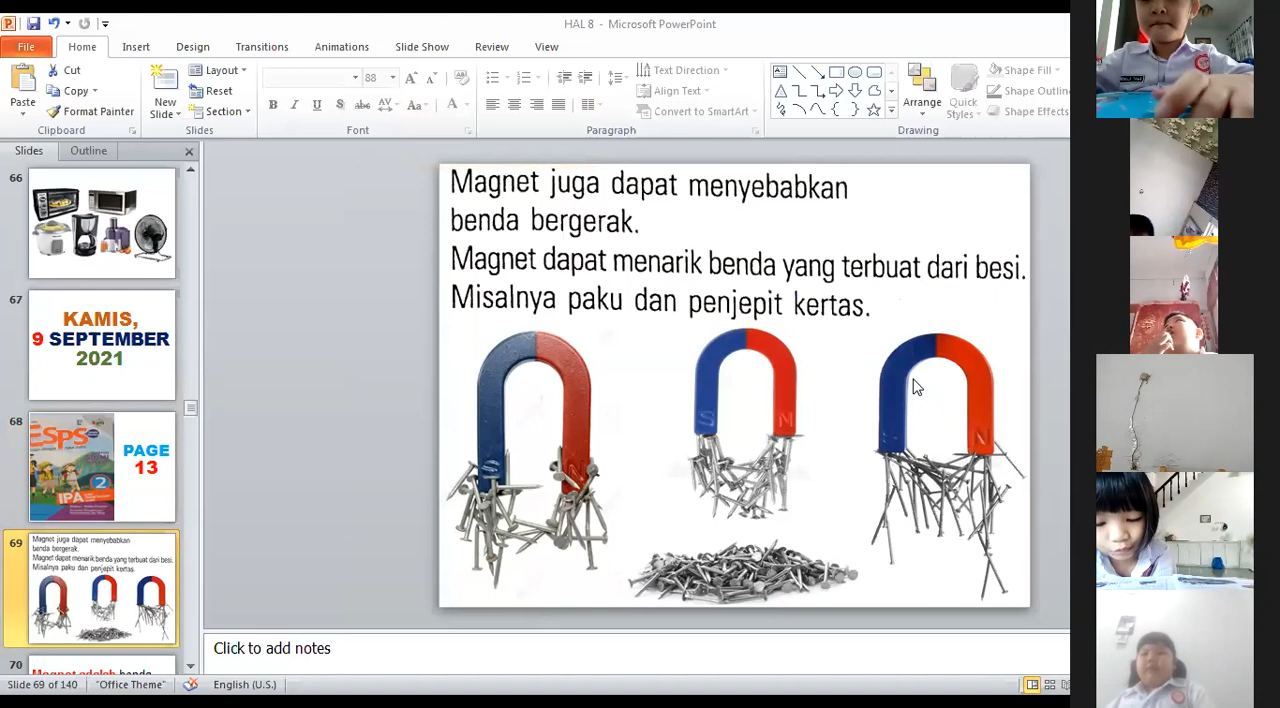 HAL 8 - Microsoft PowerPoint
File Home Insert Design Transitions Animations Slide Show Review View
Paste
Cut
Copy
Format Painter
Clipboard
New
Slide
Layout
Reset
Section
Slides
88
B I U S abc AV Aa A
Font
Text Direction
Align Text
Convert to SmartArt
Paragraph
Arrange
Quick
Styles
Drawing
Shape Fill
Shape Outlin
Shape Effects
Slides Outline
66
67
KAMIS,
9 SEPTEMBER
2021
68
ESPS
2
IPA
PAGE
13
69
Magnet juga dapat menyebabkan
benda bergerak.
Magnet dapat menarik benda yang terbuat dari besi.
Misalnya paku dan penjepit kertas.
70
Magnet adalah benda
Magnet juga dapat menyebabkan
benda bergerak.
Magnet dapat menarik benda yang terbuat dari besi.
Misalnya paku dan penjepit kertas.
S N
S N
N
Click to add notes
Slide 69 of 140 "Office Theme" English (U.S.)